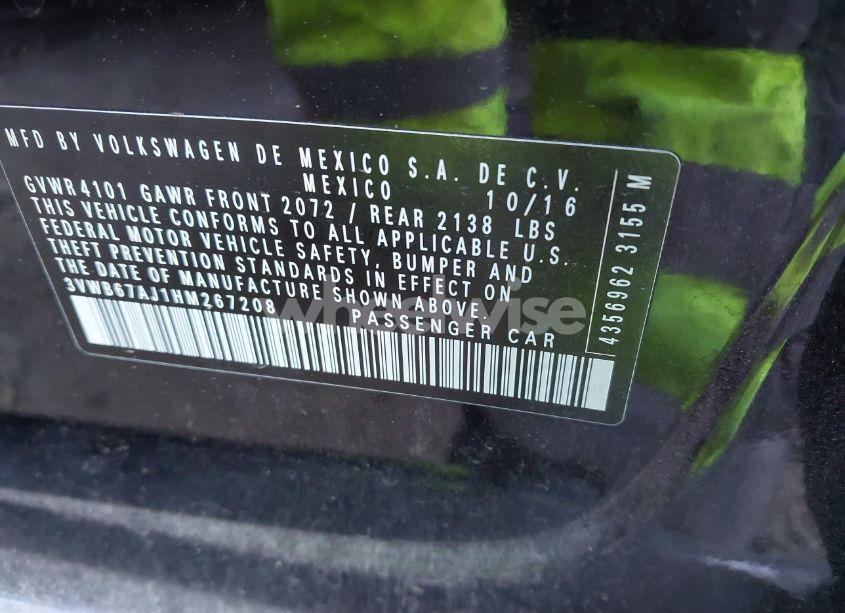 MFD BY VOLKSWAGEN DE MEXICO S.A. DE C.V.
MEXICO 10/16
GVWR 4101 GAWR FRONT 2072 / REAR 2138 LBS
THIS VEHICLE CONFORMS TO ALL APPLICABLE U.S.
FEDERAL MOTOR VEHICLE SAFETY, BUMPER AND
THEFT PREVENTION STANDARDS IN EFFECT ON
THE DATE OF MANUFACTURE SHOWN ABOVE.
3VWB67AJ1HM267208 PASSENGER CAR
4356962 3155 M